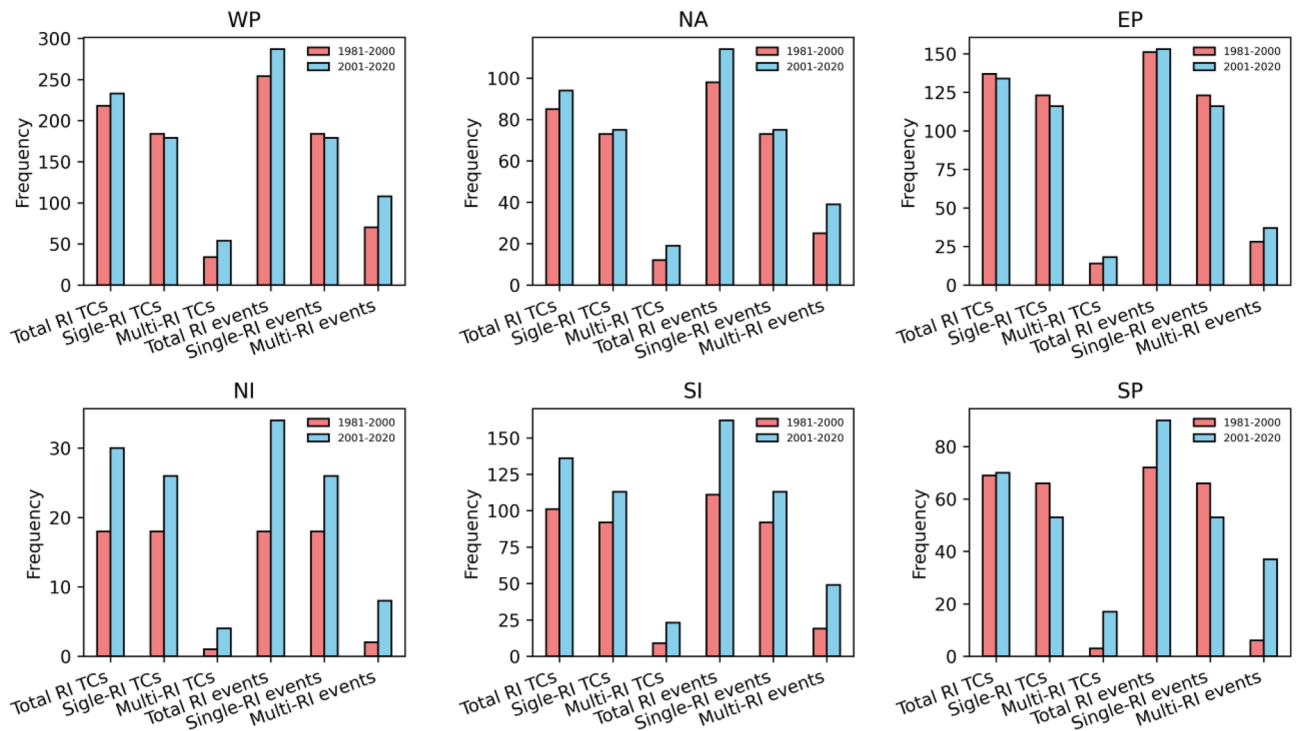 WP
300
250
200
150
100
50
0
Frequency
1981-2000
2001-2020
Total RI TCs
Sigle-RI TCs
Multi-RI TCs
Total RI events
Single-RI events
Multi-RI events
NA
100
80
60
40
20
0
Frequency
1981-2000
2001-2020
Total RI TCs
Sigle-RI TCs
Multi-RI TCs
Total RI events
Single-RI events
Multi-RI events
EP
150
125
100
75
50
25
0
Frequency
1981-2000
2001-2020
Total RI TCs
Sigle-RI TCs
Multi-RI TCs
Total RI events
Single-RI events
Multi-RI events
NI
30
20
10
0
Frequency
1981-2000
2001-2020
Total RI TCs
Sigle-RI TCs
Multi-RI TCs
Total RI events
Single-RI events
Multi-RI events
SI
150
125
100
75
50
25
0
Frequency
1981-2000
2001-2020
Total RI TCs
Sigle-RI TCs
Multi-RI TCs
Total RI events
Single-RI events
Multi-RI events
SP
80
60
40
20
0
Frequency
1981-2000
2001-2020
Total RI TCs
Sigle-RI TCs
Multi-RI TCs
Total RI events
Single-RI events
Multi-RI events